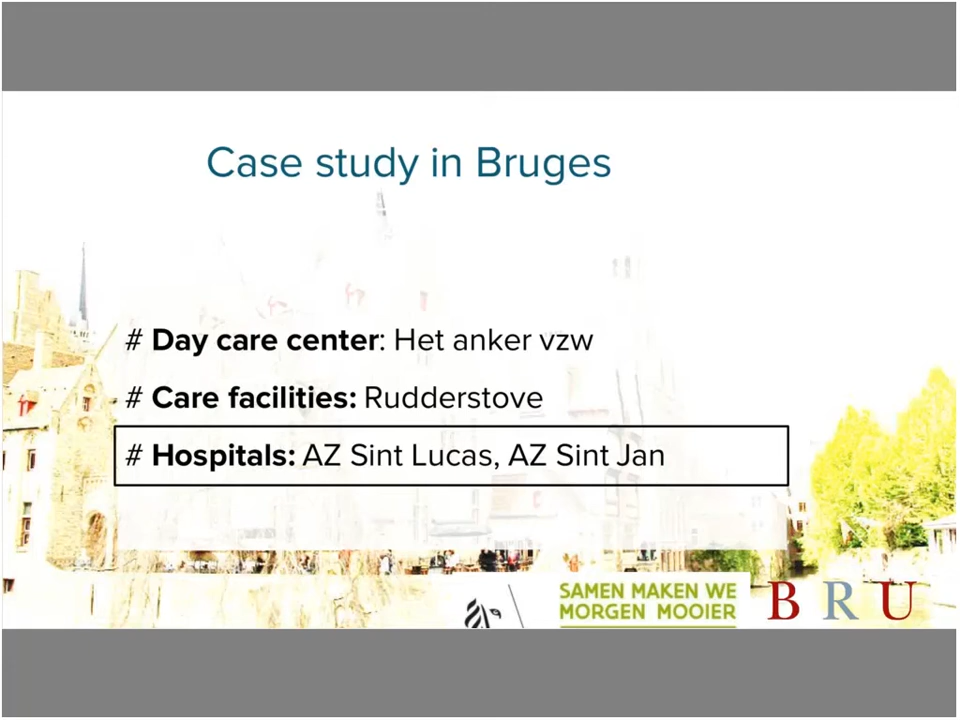 Case study in Bruges
# Day care center: Het anker vzw
# Care facilities: Rudderstove
# Hospitals: AZ Sint Lucas, AZ Sint Jan
SAMEN MAKEN WE
MORGEN MOOIER
B R U